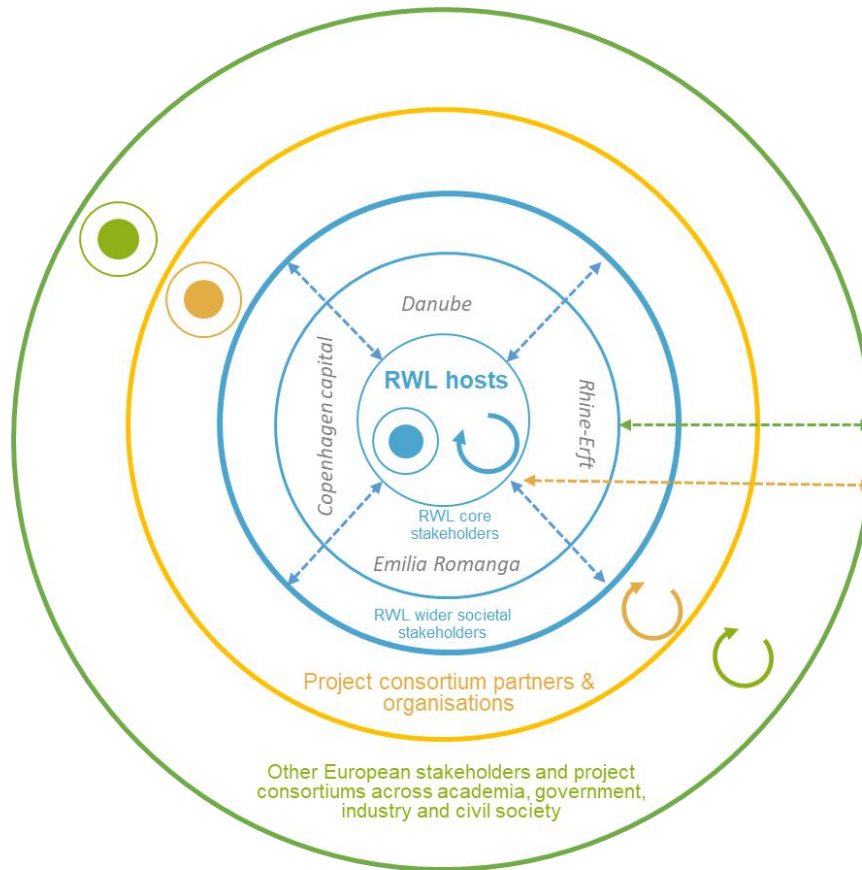 Danube
Copenhagen capital
RWL hosts
Rhine-Erft
RWL core
stakeholders
Emilia Romanga
RWL wider societal
stakeholders
Project consortium partners &
organisations
Other European stakeholders and project
consortiums across academia, government,
industry and civil society